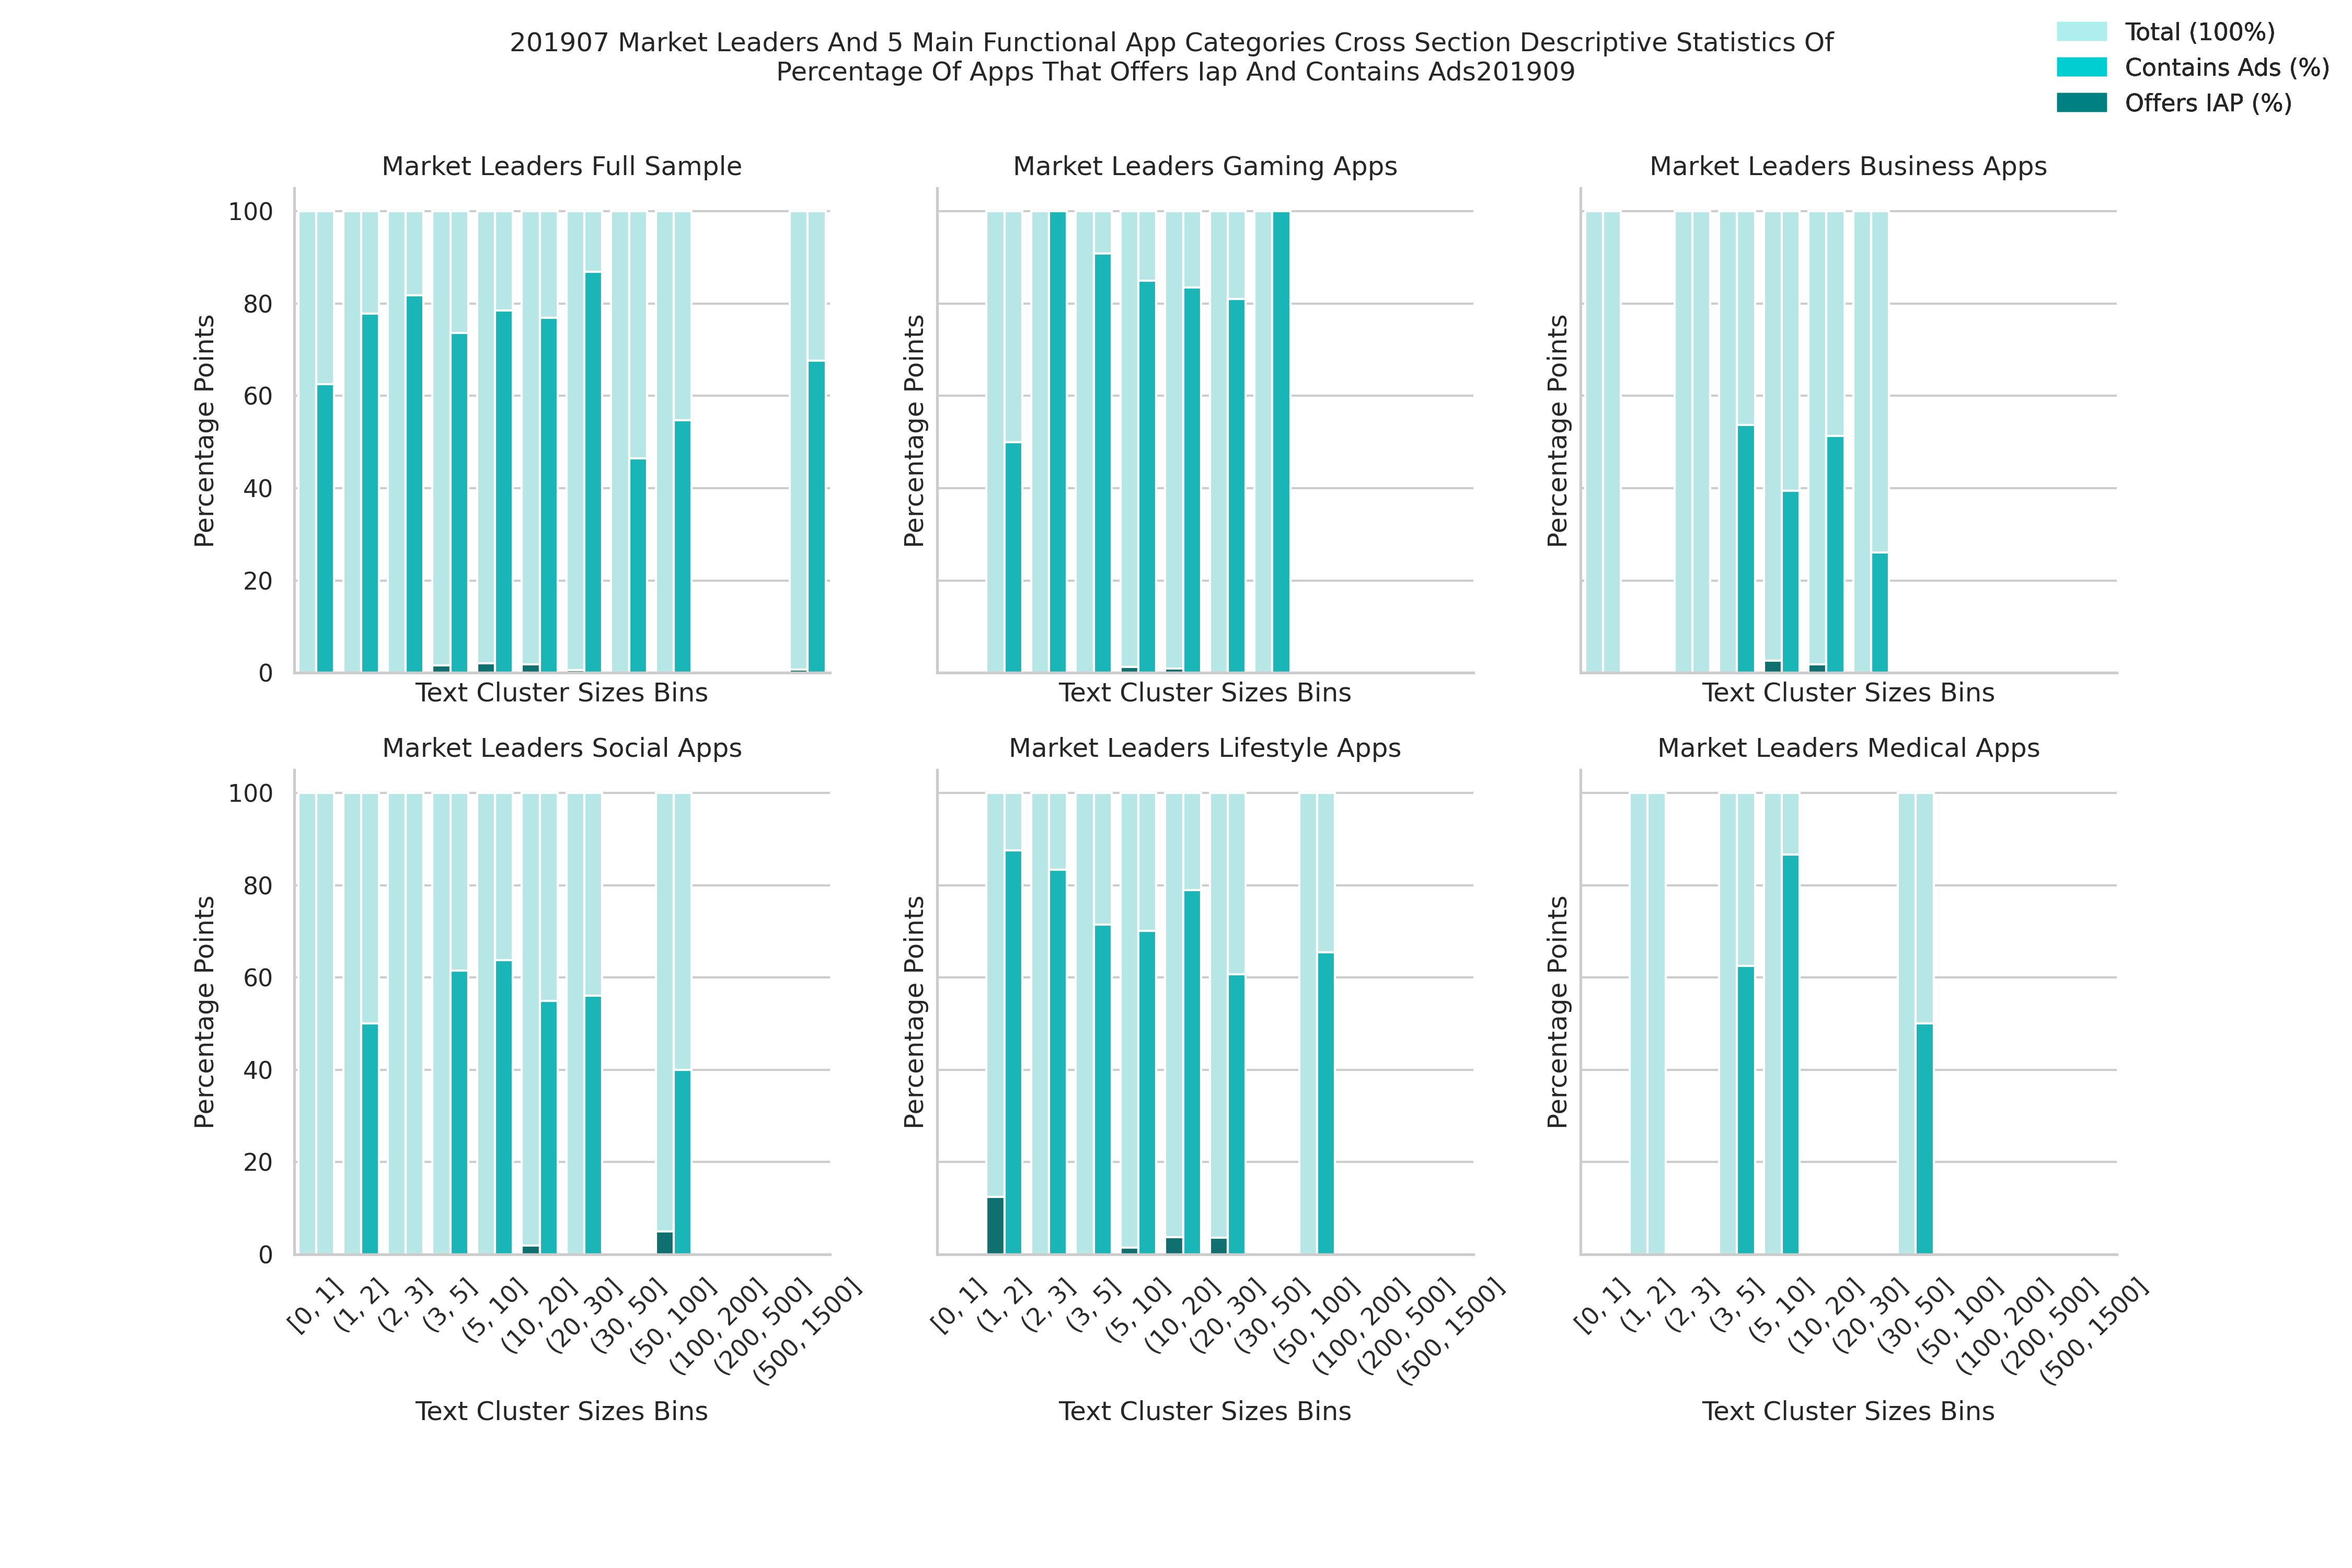 201907 Market Leaders And 5 Main Functional App Categories Cross Section Descriptive Statistics Of
Percentage Of Apps That Offers Iap And Contains Ads201909
Total (100%)
Contains Ads (%)
Offers IAP (%)
Market Leaders Full Sample
Market Leaders Gaming Apps
Market Leaders Business Apps
100
80
60
40
20
0
Percentage Points
Percentage Points
Percentage Points
Text Cluster Sizes Bins
Text Cluster Sizes Bins
Text Cluster Sizes Bins
Market Leaders Social Apps
Market Leaders Lifestyle Apps
Market Leaders Medical Apps
100
80
60
40
20
0
Percentage Points
Percentage Points
Percentage Points
[0, 1]
(1, 2]
(2, 3]
(3, 5]
(5, 10]
(10, 20]
(20, 30]
(30, 50]
(50, 100]
(100, 200]
(200, 500]
(500, 1500]
[0, 1]
(1, 2]
(2, 3]
(3, 5]
(5, 10]
(10, 20]
(20, 30]
(30, 50]
(50, 100]
(100, 200]
(200, 500]
(500, 1500]
[0, 1]
(1, 2]
(2, 3]
(3, 5]
(5, 10]
(10, 20]
(20, 30]
(30, 50]
(50, 100]
(100, 200]
(200, 500]
(500, 1500]
Text Cluster Sizes Bins
Text Cluster Sizes Bins
Text Cluster Sizes Bins